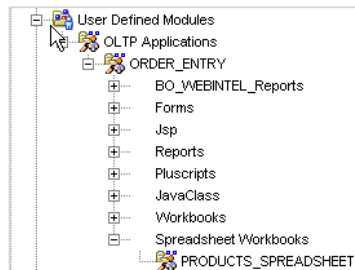 User Defined Modules
OLTP Applications
ORDER_ENTRY
BO_WEBINTEL_Reports
Forms
Jsp
Reports
Pluscripts
JavaClass
Workbooks
Spreadsheet Workbooks
PRODUCTS_SPREADSHEET